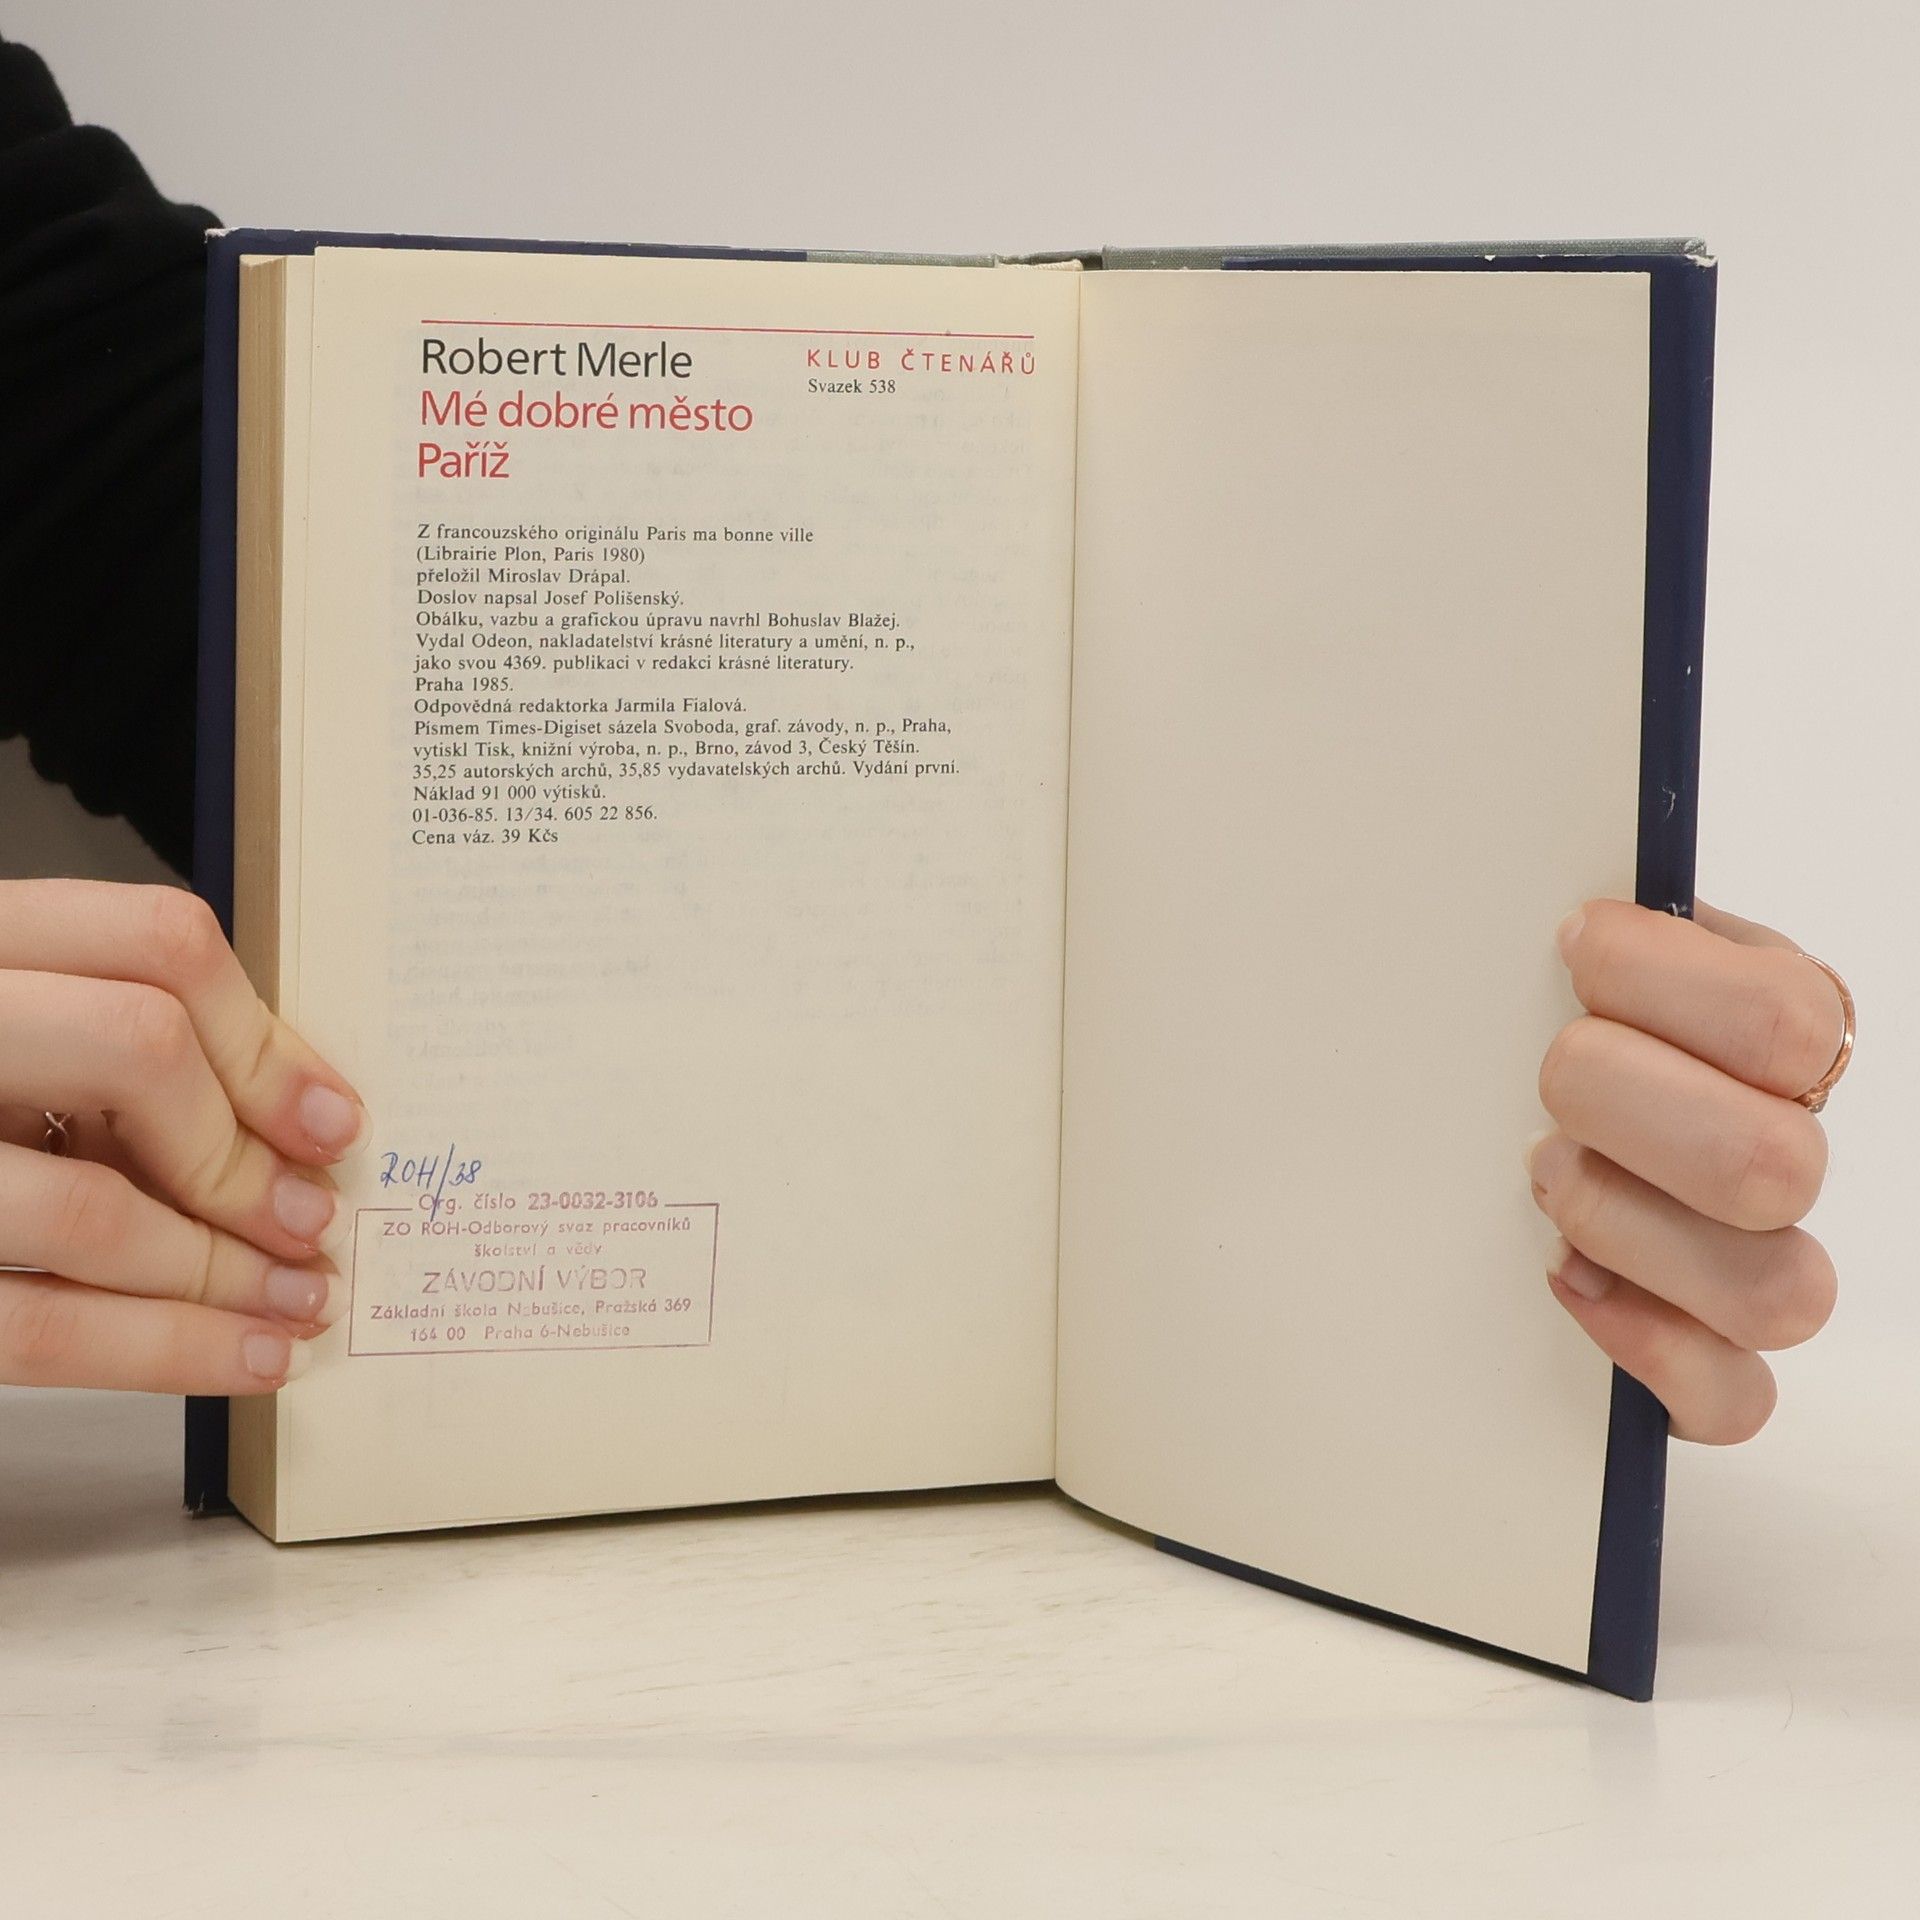 Robert Merle
Mé dobré město
Paříž
KLUB ČTENÁŘŮ
Svazek 538
Z francouzského originálu Paris ma bonne ville
(Librairie Plon, Paris 1980)
přeložil Miroslav Drápal.
Doslov napsal Josef Polišenský.
Obálku, vazbu a grafickou úpravu navrhl Bohuslav Blažej.
Vydal Odeon, nakladatelství krásné literatury a umění, n. p.,
jako svou 4369. publikaci v redakci krásné literatury.
Praha 1985.
Odpovědná redaktorka Jarmila Fialová.
Písmem Times-Digiset sázela Svoboda, graf. závody, n. p., Praha,
vytiskl Tisk, knižní výroba, n. p., Brno, závod 3, Český Těšín.
35,25 autorských archů, 35,85 vydavatelských archů. Vydání první.
Náklad 91 000 výtisků.
01-036-85. 13/34. 605 22 856.
Cena váz. 39 Kčs
ROH/38
Org. číslo 23-0032-3106
ZO ROH-Odborový svaz pracovníků
školství a vědy
ZÁVODNÍ VÝBOR
Základní škola Nebušice, Pražská 369
164 00 Praha 6-Nebušice